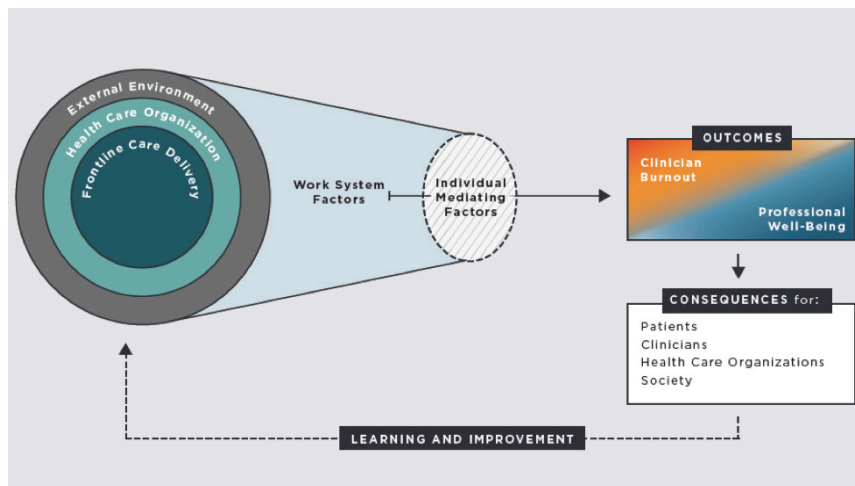 External Environment
Health Care Organization
Frontline Care Delivery
Work System
Factors
Individual
Mediating
Factors
OUTCOMES
Clinician
Burnout
Professional
Well-Being
CONSEQUENCES for:
Patients
Clinicians
Health Care Organizations
Society
LEARNING AND IMPROVEMENT